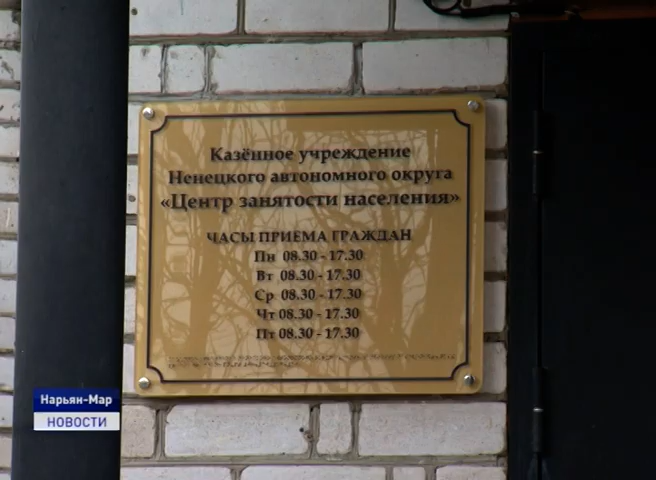 Казённое учреждение
Ненецкого автономного округа
«Центр занятости населения»
ЧАСЫ ПРИЕМА ГРАЖДАН
Пн 08.30 - 17.30
Вт 08.30 - 17.30
Ср 08.30 - 17.30
Чт 08.30 - 17.30
Пт 08.30 - 17.30
Нарьян-Мар
НОВОСТИ